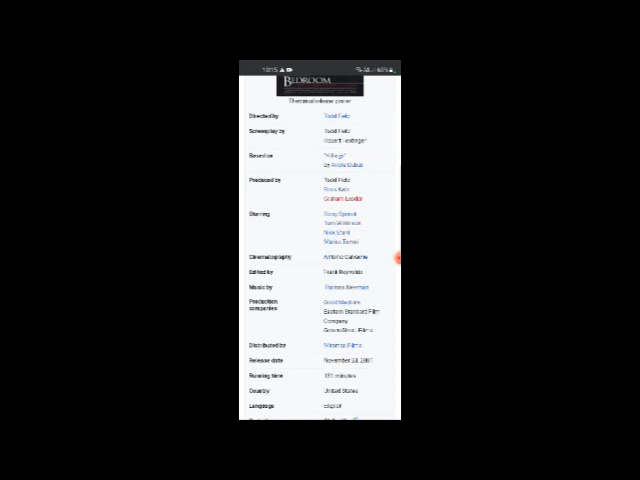 BEDROOM
Theatrical release poster
Directed by Todd Field
Screenplay by Todd Field
Robert Festinger
Based on "Killings"
by Andre Dubus
Produced by Todd Field
Ross Katz
Graham Leader
Starring Sissy Spacek
Tom Wilkinson
Nick Stahl
Marisa Tomei
Cinematography Antonio Calvache
Edited by Frank Reynolds
Music by Thomas Newman
Production companies Good Machine
Eastern Standard Film
Company
GreeneStreet Films
Distributed by Miramax Films
Release date November 23, 2001
Running time 131 minutes
Country United States
Language English